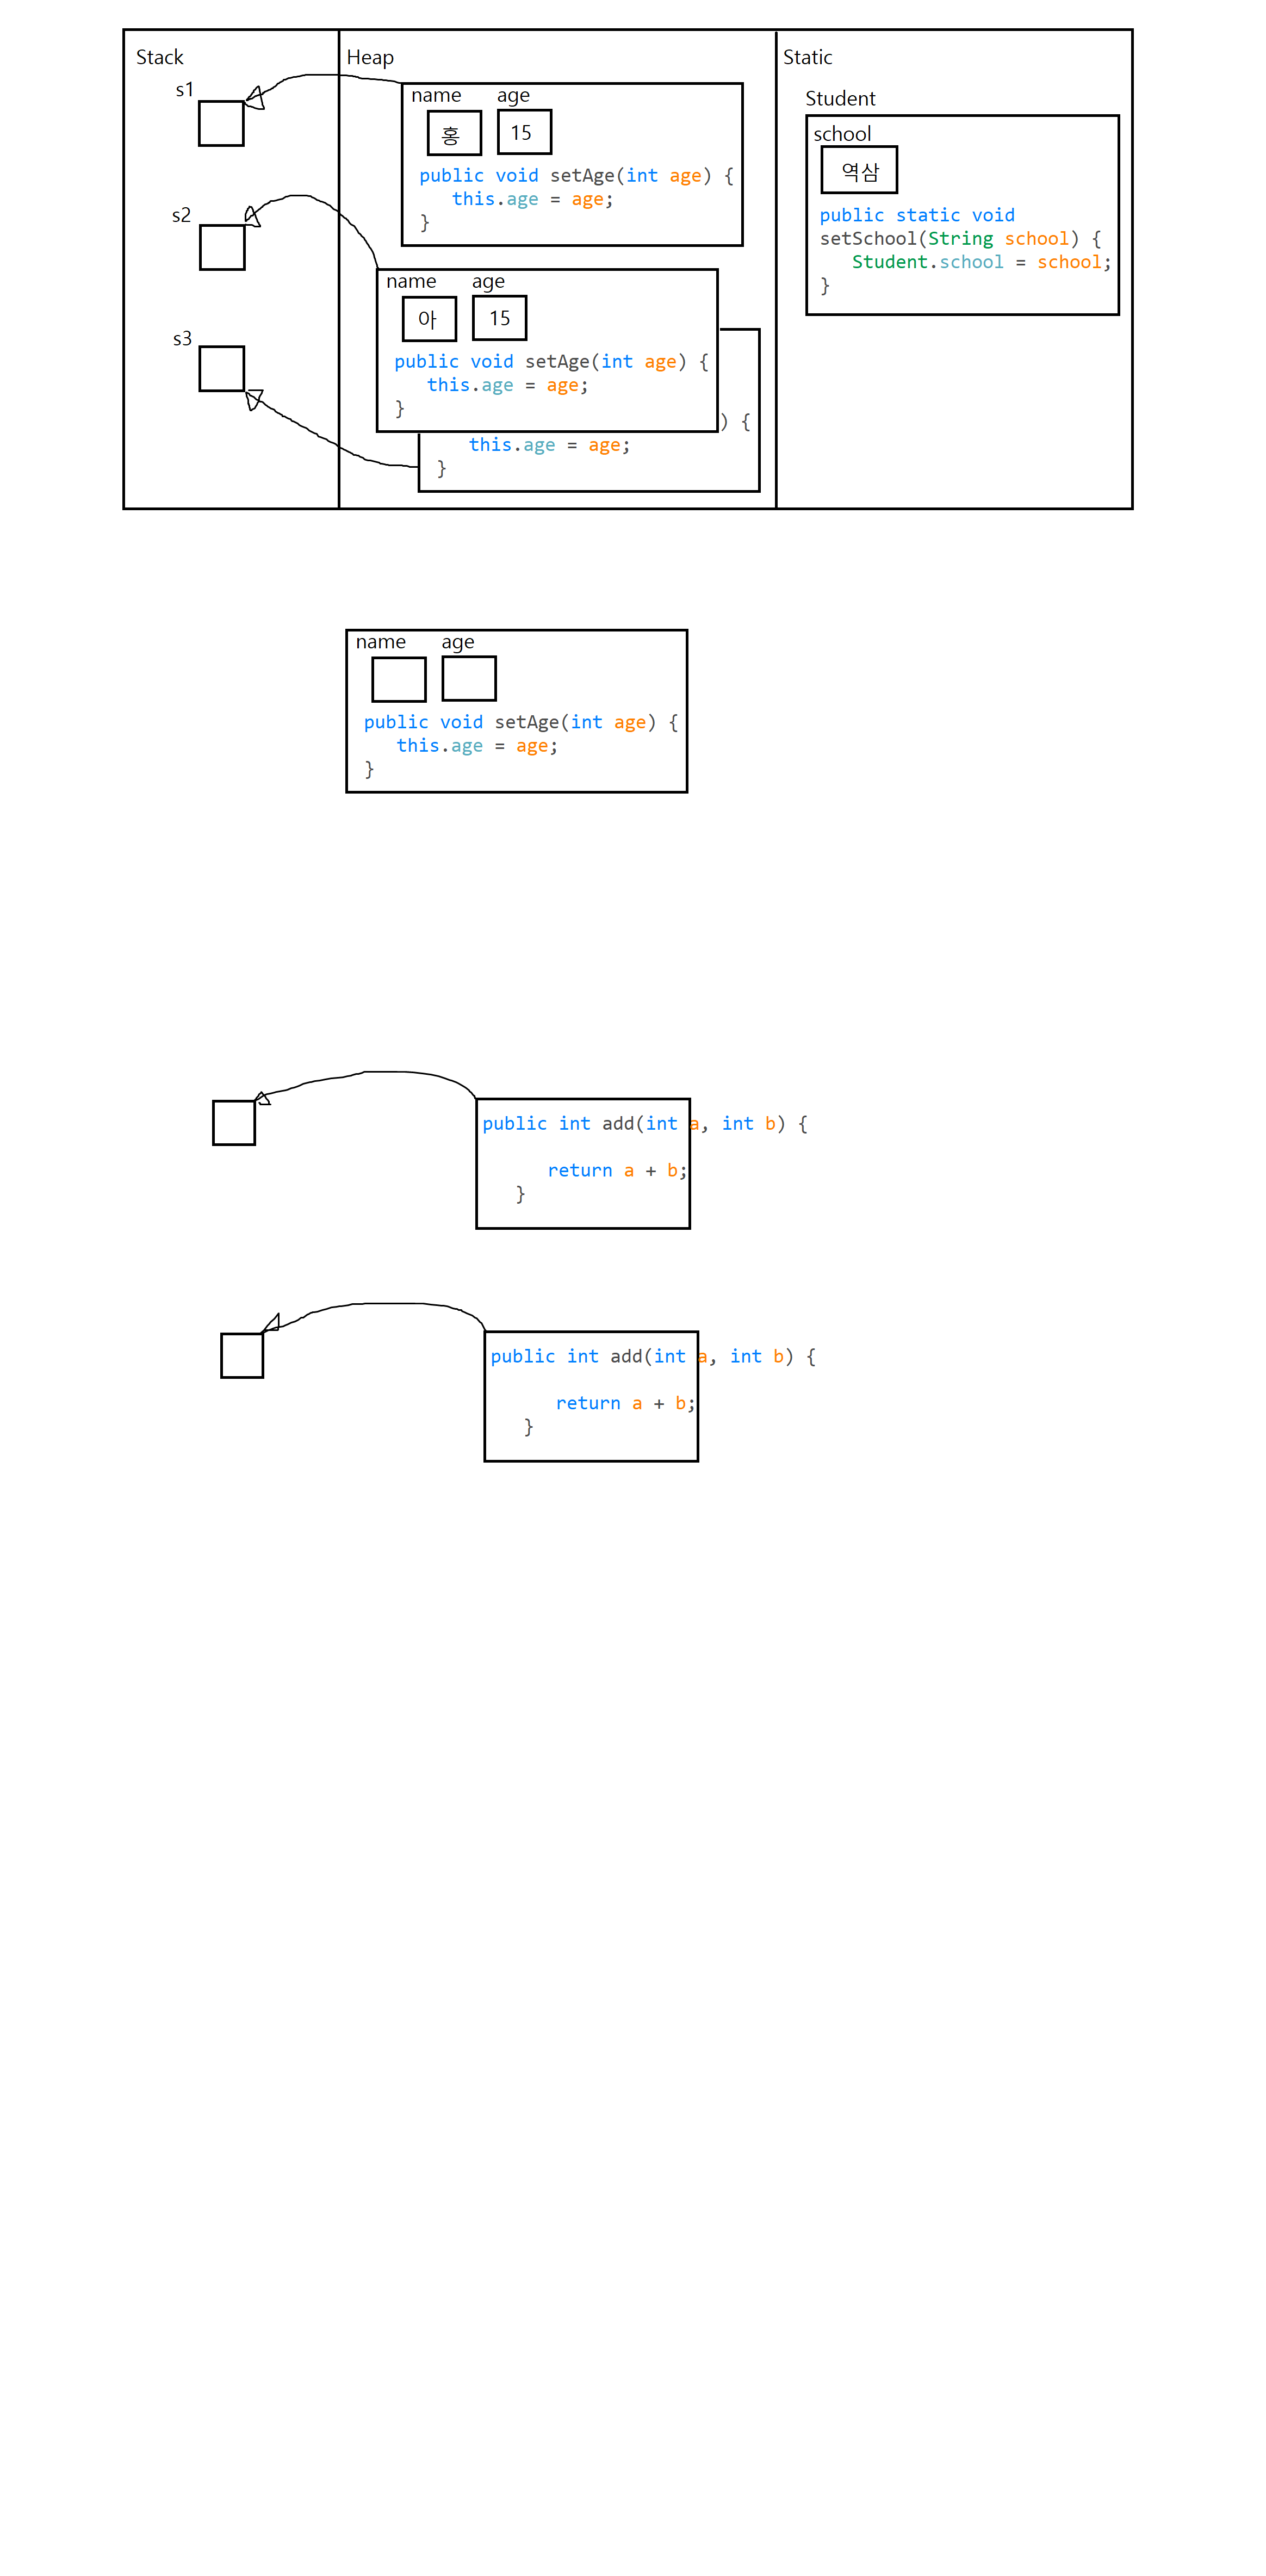 Stack
Heap
Static
s1
name age
홍 15
public void setAge(int age) {
this.age = age;
}
Student
school
역삼
public static void
setSchool(String school) {
Student.school = school;
}
s2
name age
아 15
public void setAge(int age) {
this.age = age;
}
s3
) {
this.age = age;
}
name age
public void setAge(int age) {
this.age = age;
}
public int add(int a, int b) {
return a + b;
}
public int add(int a, int b) {
return a + b;
}